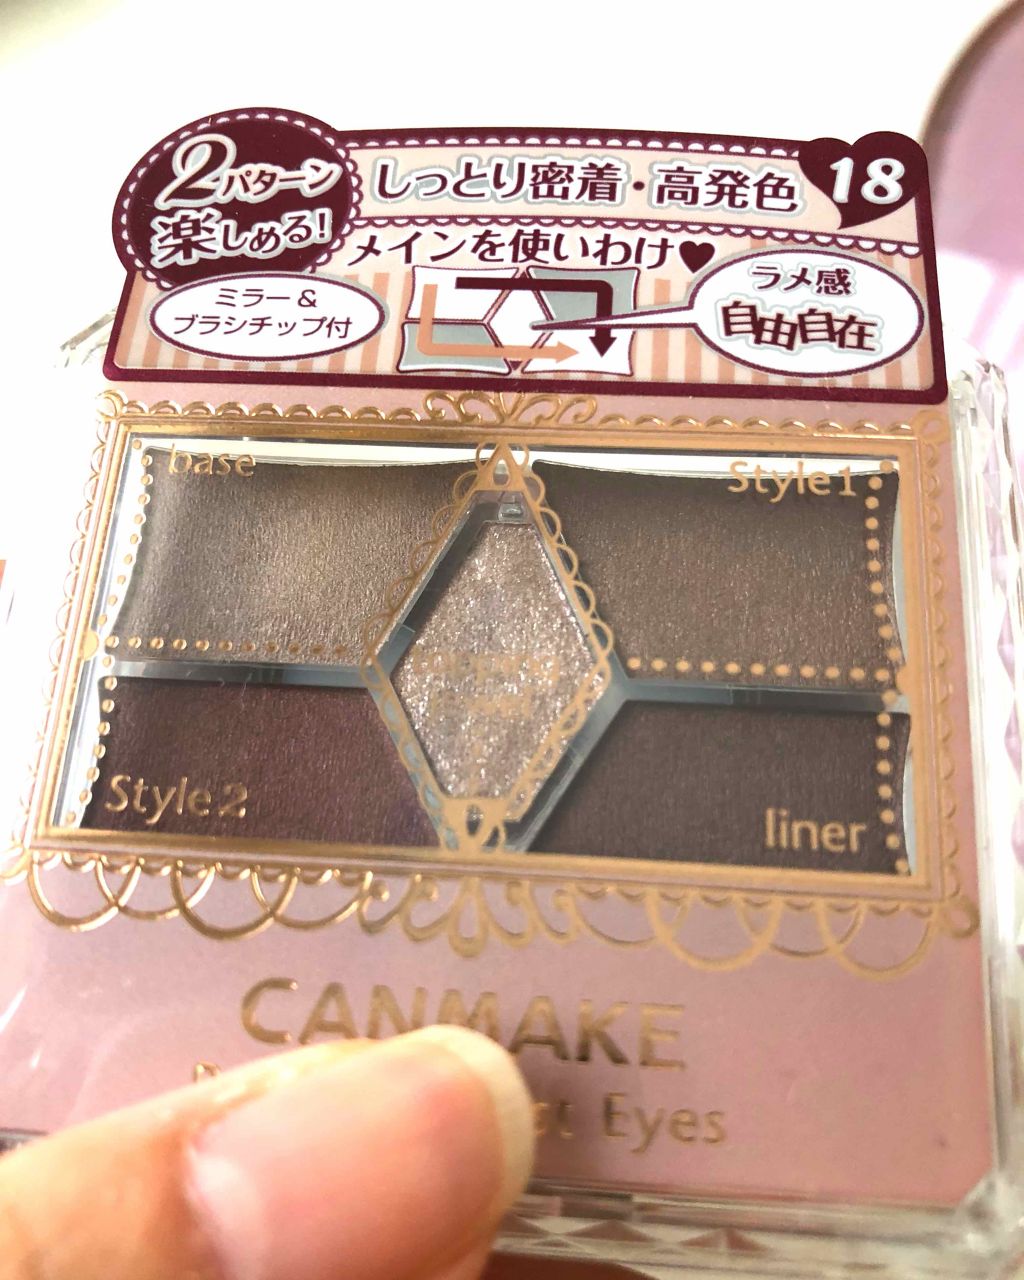 2パターン
楽しめる!
しっとり密着・高発色
18
メインを使いわけ♥
ミラー&
ブラシチップ付
ラメ感
自由自在
base
Style1
Style2
liner
CANMAKE
Eyes